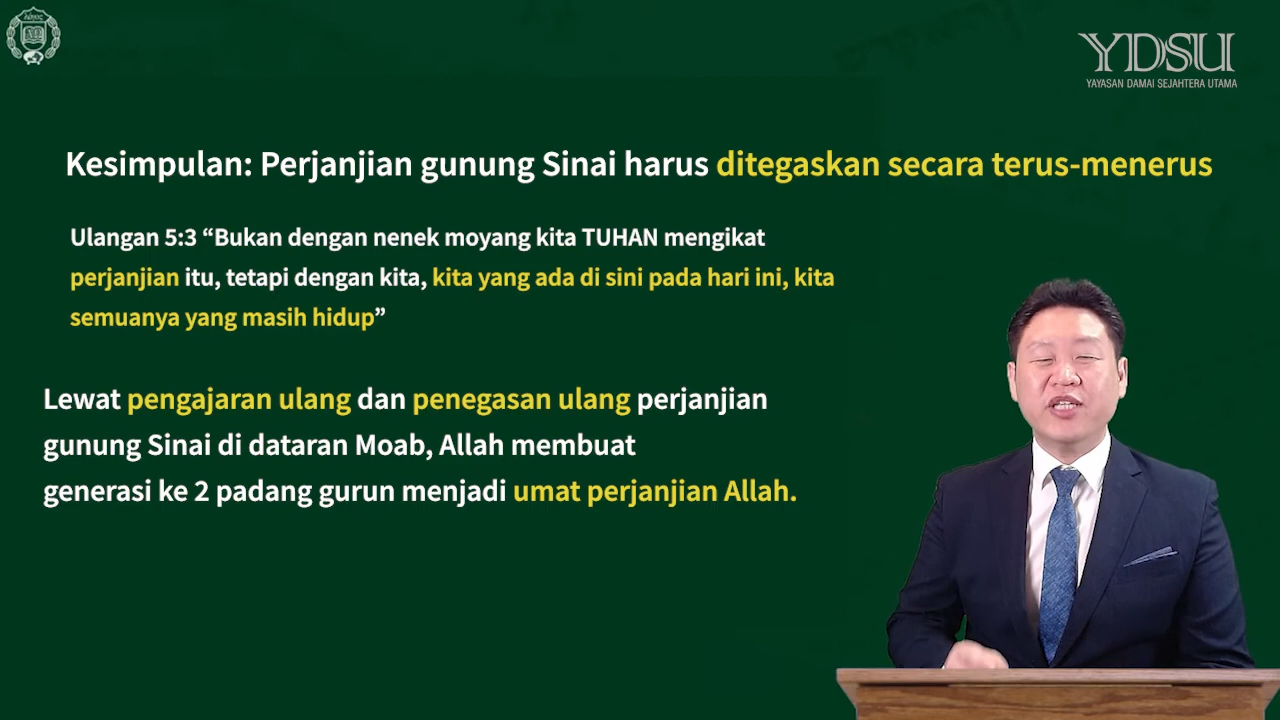 YDSU
YAYASAN DAMAI SEJAHTERA UTAMA
Kesimpulan: Perjanjian gunung Sinai harus ditegaskan secara terus-menerus
Ulangan 5:3 “Bukan dengan nenek moyang kita TUHAN mengikat
perjanjian itu, tetapi dengan kita, kita yang ada di sini pada hari ini, kita
semuanya yang masih hidup”
Lewat pengajaran ulang dan penegasan ulang perjanjian
gunung Sinai di dataran Moab, Allah membuat
generasi ke 2 padang gurun menjadi umat perjanjian Allah.